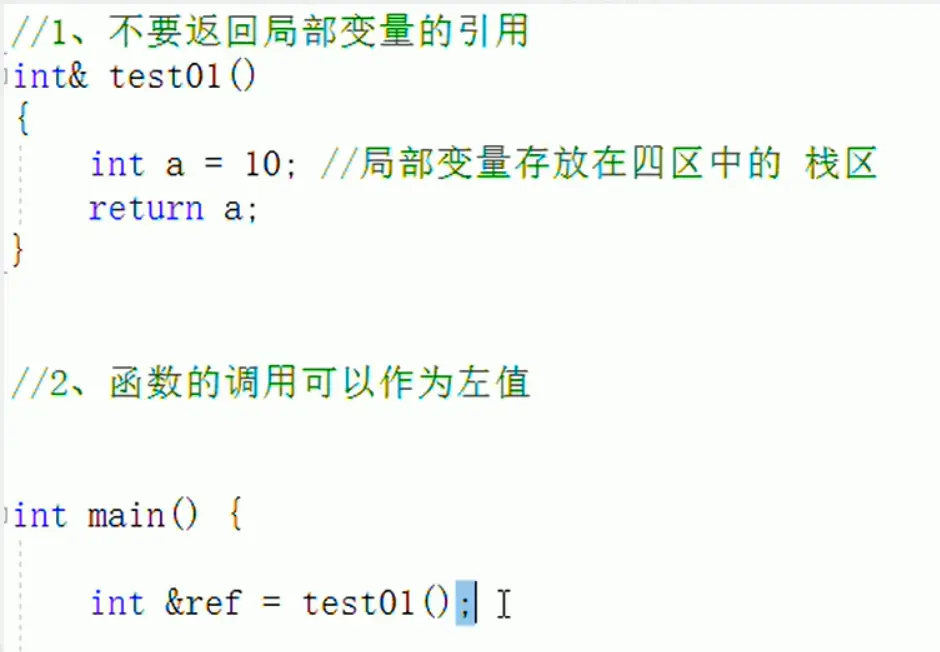 //1、不要返回局部变量的引用
int& test01()
{
int a = 10; //局部变量存放在四区中的 栈区
return a;
}
//2、函数的调用可以作为左值
int main() {
int &ref = test01();